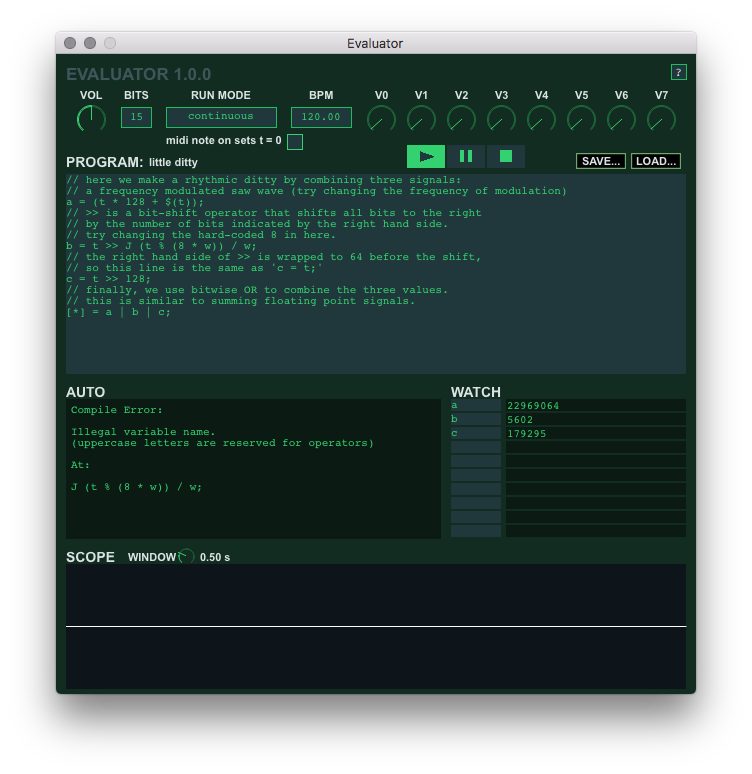 Evaluator
EVALUATOR 1.0.0
?
VOL BITS RUN MODE BPM V0 V1 V2 V3 V4 V5 V6 V7
15 continuous 120.00
midi note on sets t = 0
PROGRAM: little ditty
SAVE... LOAD...
// here we make a rhythmic ditty by combining three signals:
// a frequency modulated saw wave (try changing the frequency of modulation)
a = (t * 128 + $(t));
// >> is a bit-shift operator that shifts all bits to the right
// by the number of bits indicated by the right hand side.
// try changing the hard-coded 8 in here.
b = t >> J (t % (8 * w)) / w;
// the right hand side of >> is wrapped to 64 before the shift,
// so this line is the same as 'c = t;'
c = t >> 128;
// finally, we use bitwise OR to combine the three values.
// this is similar to summing floating point signals.
[*] = a | b | c;
AUTO
Compile Error:
Illegal variable name.
(uppercase letters are reserved for operators)
At:
J (t % (8 * w)) / w;
WATCH
a 22969064
b 5602
c 179295
SCOPE WINDOW 0.50 s